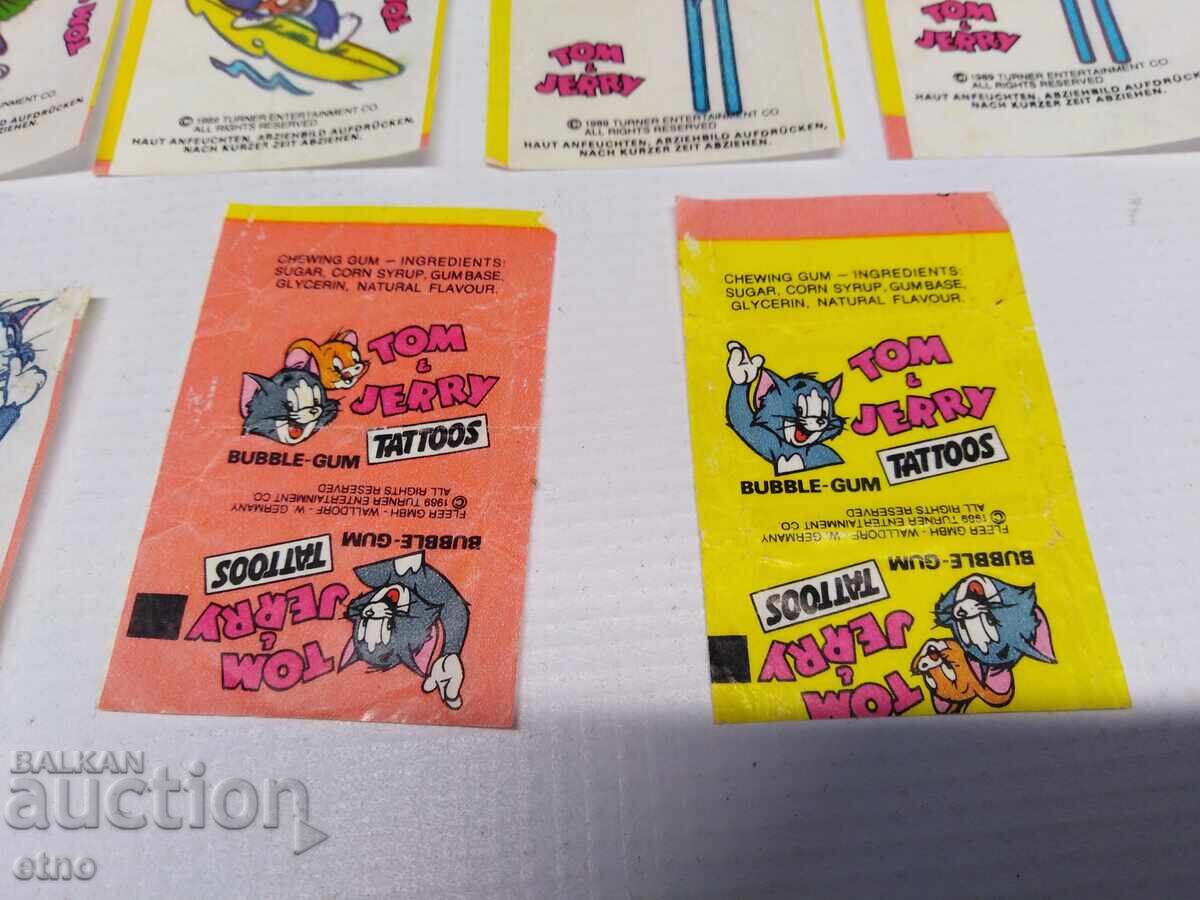 TOM
TOM
& JERRY
© 1989 TURNER ENTERTAINMENT CO
ALL RIGHTS RESERVED
HAUT ANFEUCHTEN, ABZIEHBILD AUFDRÜCKEN,
NACH KURZER ZEIT ABZIEHEN.
TOM
& JERRY
© 1989 TURNER ENTERTAINMENT CO
ALL RIGHTS RESERVED
HAUT ANFEUCHTEN, ABZIEHBILD AUFDRÜCKEN,
NACH KURZER ZEIT ABZIEHEN.
© 1989 TURNER ENTERTAINMENT CO
ALL RIGHTS RESERVED
HAUT ANFEUCHTEN, ABZIEHBILD AUFDRÜCKEN,
NACH KURZER ZEIT ABZIEHEN.
CHEWING GUM – INGREDIENTS:
SUGAR, CORN SYRUP, GUMBASE,
GLYCERIN, NATURAL FLAVOUR.
TOM
&
JERRY
TATTOOS
BUBBLE-GUM
FLEER GMBH - WALLDORF - W. GERMANY
© 1989 TURNER ENTERTAINMENT CO
ALL RIGHTS RESERVED
TOM
&
JERRY
TATTOOS
BUBBLE-GUM
CHEWING GUM – INGREDIENTS:
SUGAR, CORN SYRUP, GUMBASE,
GLYCERIN, NATURAL FLAVOUR.
TOM
&
JERRY
TATTOOS
BUBBLE-GUM
FLEER GMBH - WALLDORF - W. GERMANY
© 1989 TURNER ENTERTAINMENT CO
ALL RIGHTS RESERVED
TOM
&
JERRY
TATTOOS
BUBBLE-GUM
BALKAN
auction
etno